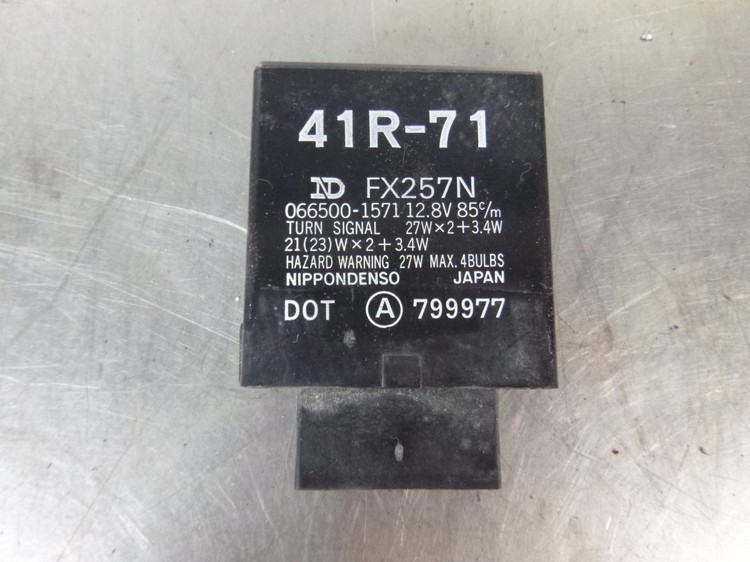 41R-71
ND FX257N
066500-1571 12.8V 85c/m
TURN SIGNAL 27W×2+3.4W
21(23)W×2+3.4W
HAZARD WARNING 27W MAX. 4BULBS
NIPPONDENSO JAPAN
DOT Ⓐ 799977